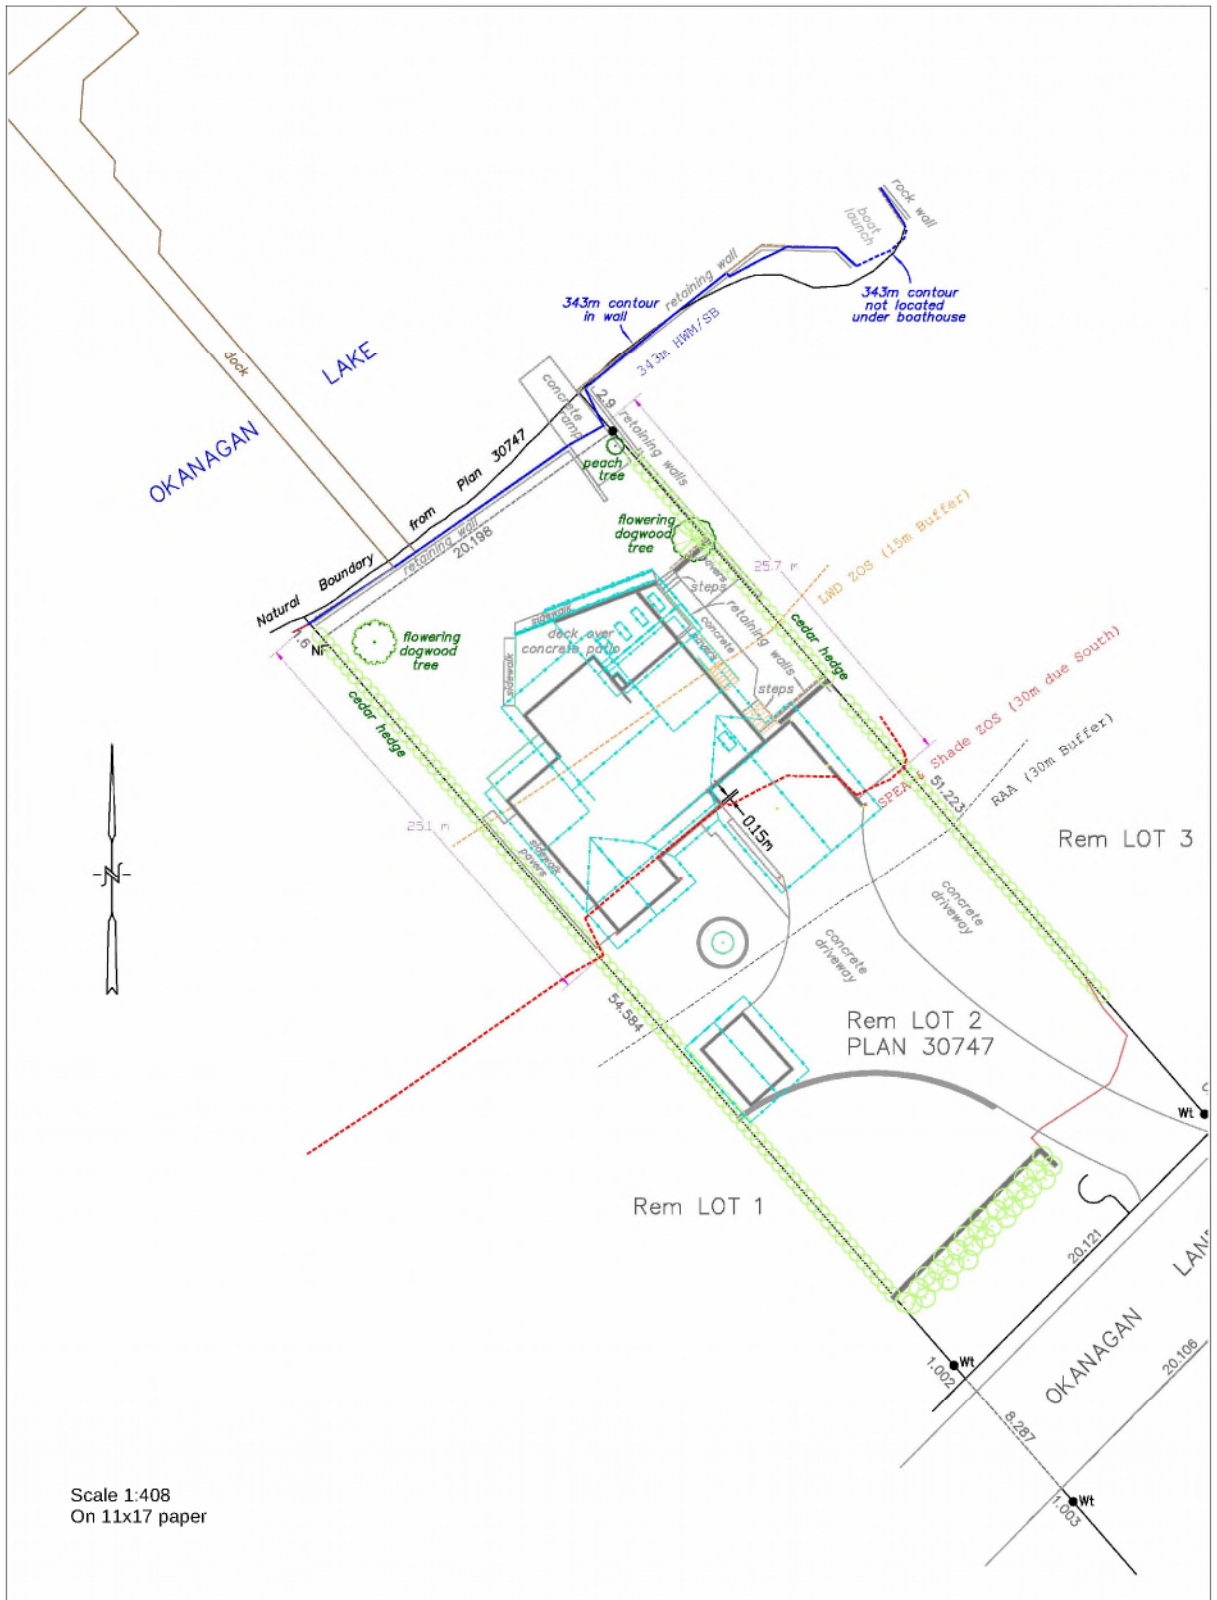 rock wall
boat
launch
retaining wall
343m contour
in wall
343m contour
not located
under boathouse
343m HWM/SB
dock
OKANAGAN LAKE
concrete
ramp
2.9
retaining walls
peach
tree
Natural Boundary from Plan 30747
retaining wall
20.198
flowering
dogwood
tree
LWD ZOS (15m Buffer)
25.7 m
pavers
steps
retaining walls
concrete
pavers
cedar hedge
steps
1.6
NF
flowering
dogwood
tree
sidewalk
deck over
concrete patio
sidewalk
cedar hedge
SPEA & Shade ZOS (30m due South)
RAA (30m Buffer)
51.223
Rem LOT 3
0.15m
25.1 m
sidewalk
pavers
concrete
driveway
concrete
driveway
54.584
Rem LOT 2
PLAN 30747
N
Wt
Rem LOT 1
20.121
OKANAGAN
20.106
Wt
1.002
8.287
Wt
1.003
Scale 1:408
On 11x17 paper